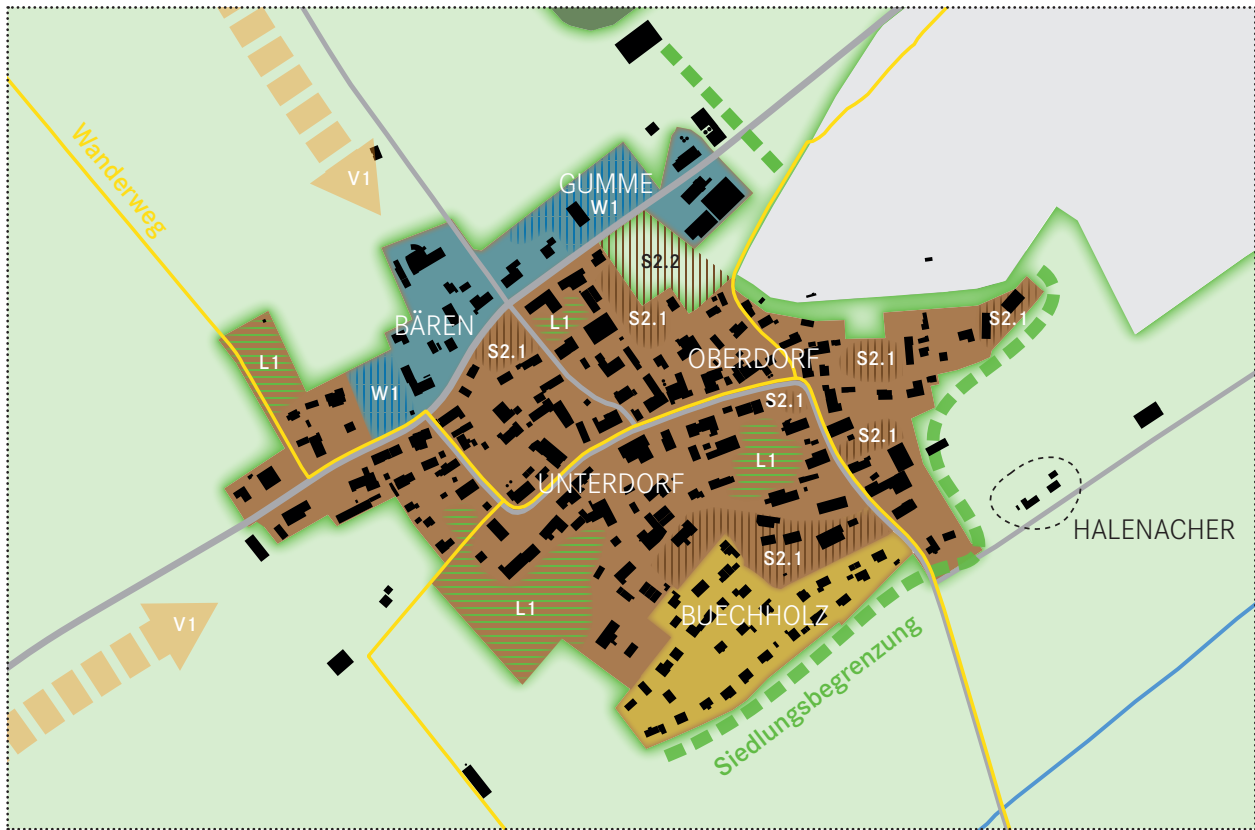 Wanderweg
V1
GUMME
W1
S2.2
L1
S2.1
S2.1
BÄREN
L1
S2.1
OBERDORF
S2.1
W1
S2.1
S2.1
L1
UNTERDORF
HALENACHER
S2.1
L1
BUECHHOLZ
V1
Siedlungsbegrenzung